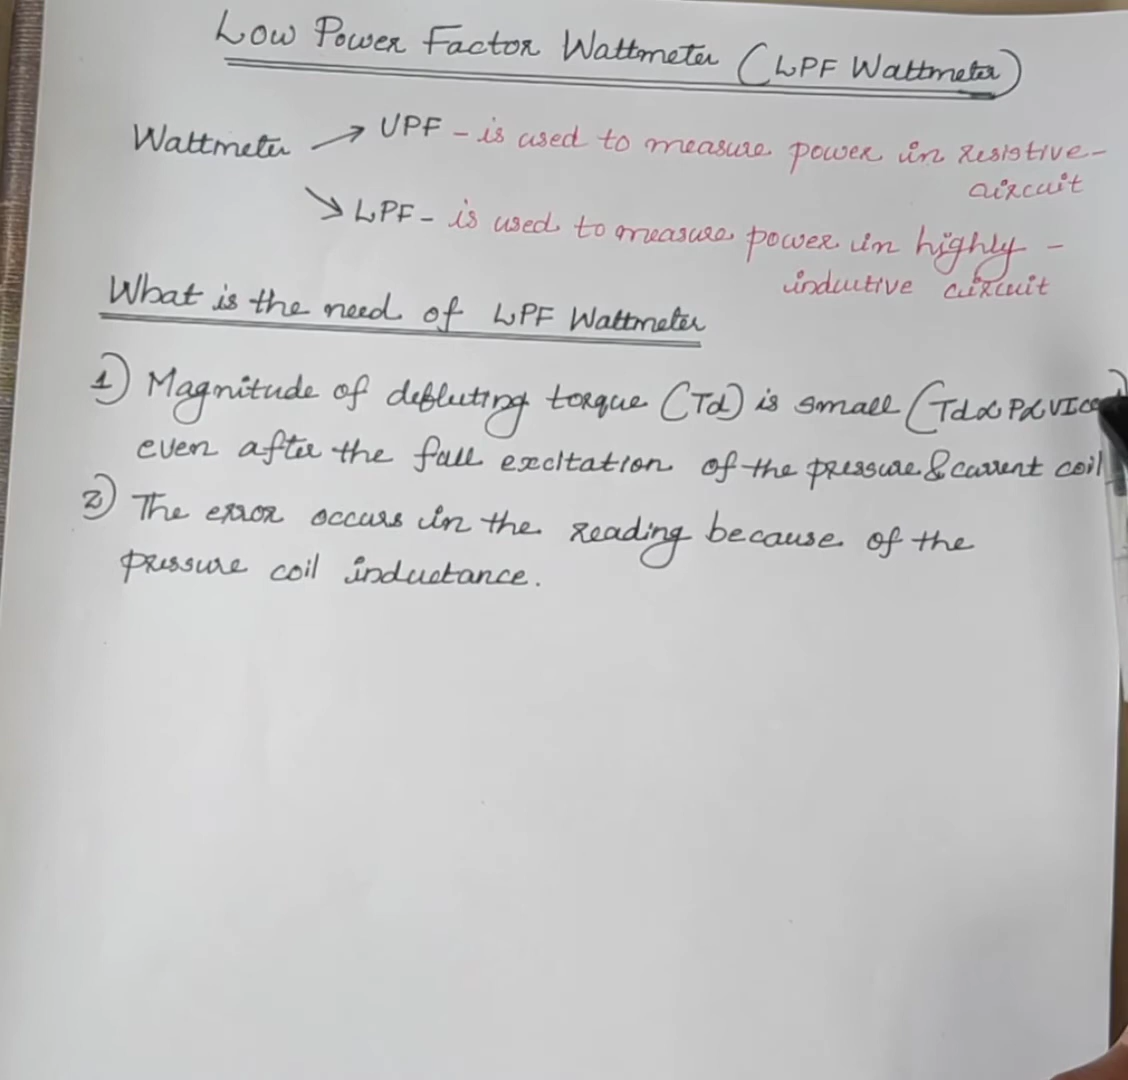 Low Power Factor Wattmeter (LPF Wattmeter)
Wattmeter → UPF - is used to measure power in resistive-
circuit
↘ LPF - is used to measure power in highly -
inductive circuit
What is the need of LPF Wattmeter
1) Magnitude of deflecting torque (Td) is small (Td∝P∝VI
even after the full excitation of the pressure & current coil
2) The error occurs in the reading because of the
pressure coil inductance.